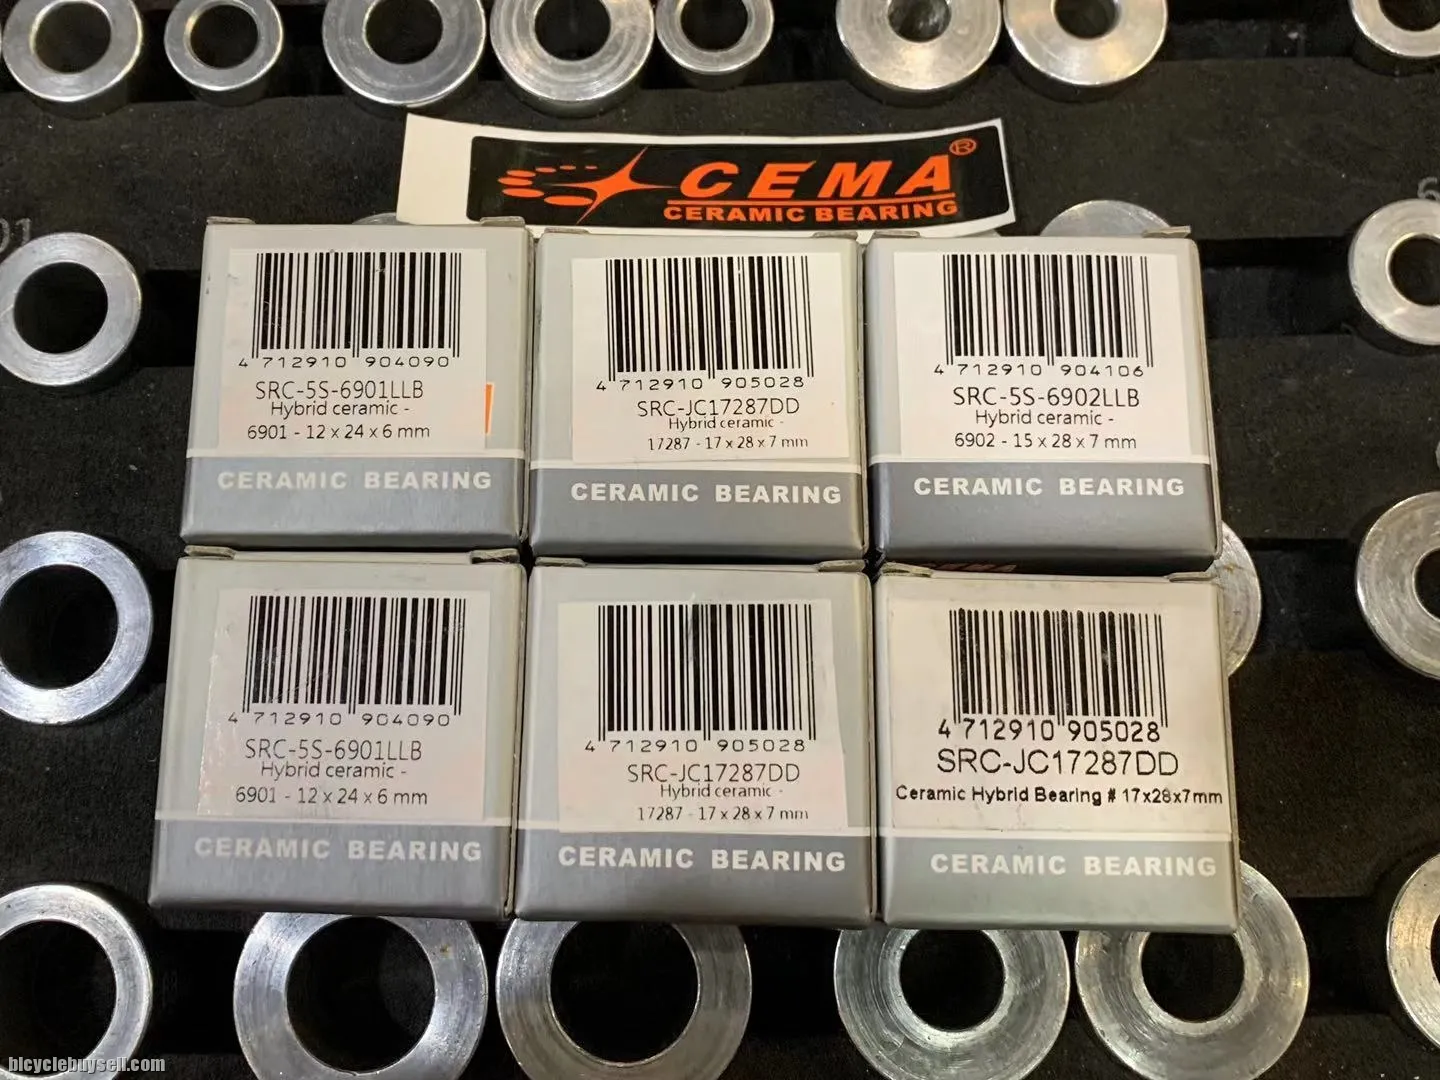 CEMA®
CERAMIC BEARING
4 712910 904090
SRC-5S-6901LLB
Hybrid ceramic -
6901 - 12 x 24 x 6 mm
CERAMIC BEARING
4 712910 905028
SRC-JC17287DD
Hybrid ceramic -
17287 - 17 x 28 x 7 mm
CERAMIC BEARING
4 712910 904106
SRC-5S-6902LLB
Hybrid ceramic -
6902 - 15 x 28 x 7 mm
CERAMIC BEARING
4 712910 904090
SRC-5S-6901LLB
Hybrid ceramic -
6901 - 12 x 24 x 6 mm
CERAMIC BEARING
4 712910 905028
SRC-JC17287DD
Hybrid ceramic -
17287 - 17 x 28 x 7 mm
CERAMIC BEARING
CEMA
4 712910 905028
SRC-JC17287DD
Ceramic Hybrid Bearing # 17x28x7mm
CERAMIC BEARING
bicyclebuysell.com